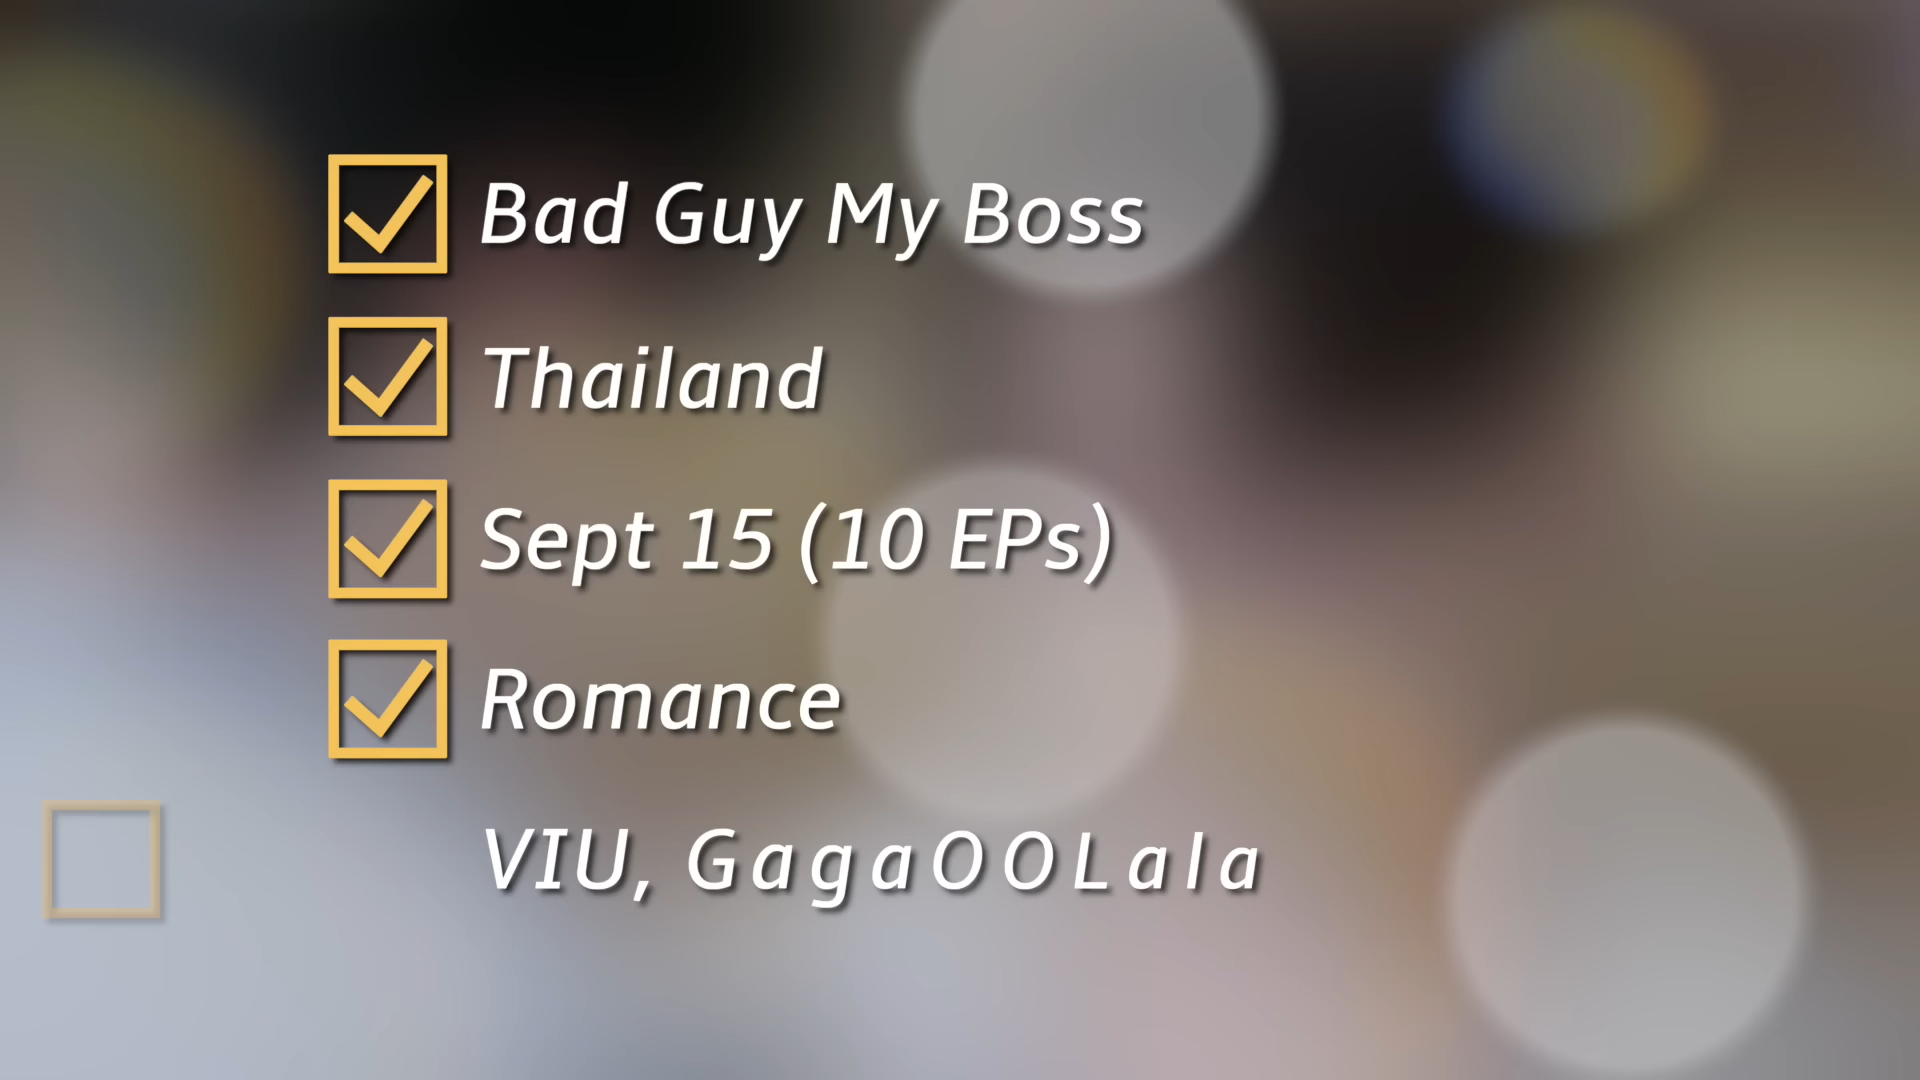 Bad Guy My Boss
Thailand
Sept 15 (10 EPs)
Romance
VIU, GagaOOLala